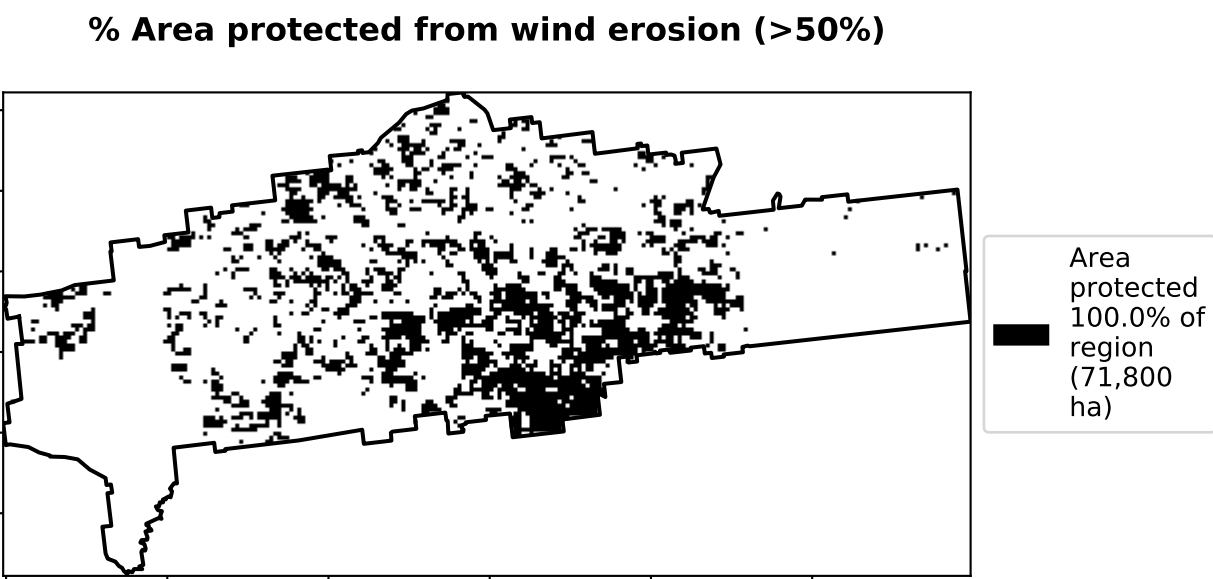 % Area protected from wind erosion (>50%)
Area
protected
100.0% of
region
(71,800
ha)